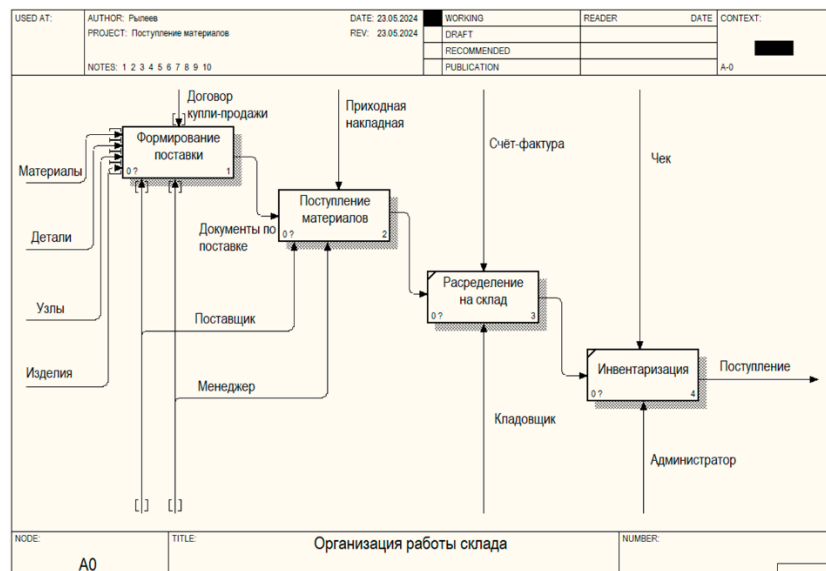 USED AT:
AUTHOR: Рылеев
DATE: 23.05.2024
WORKING
READER
DATE
CONTEXT:
PROJECT: Поступление материалов
REV: 23.05.2024
DRAFT
RECOMMENDED
NOTES: 1 2 3 4 5 6 7 8 9 10
PUBLICATION
A-0
Договор
купли-продажи
Приходная
накладная
Счёт-фактура
Чек
Формирование
поставки
0 ?
1
Материалы
Детали
Узлы
Изделия
Поступление
материалов
0 ?
2
Документы по
поставке
Расределение
на склад
0 ?
3
Поставщик
Менеджер
Инвентаризация
0 ?
4
Поступление
Кладовщик
Администратор
NODE:
TITLE:
NUMBER:
A0
Организация работы склада